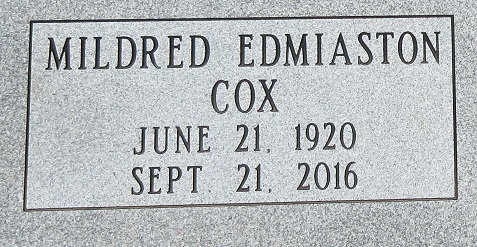 MILDRED EDMIASTON
COX
JUNE 21, 1920
SEPT. 21, 2016